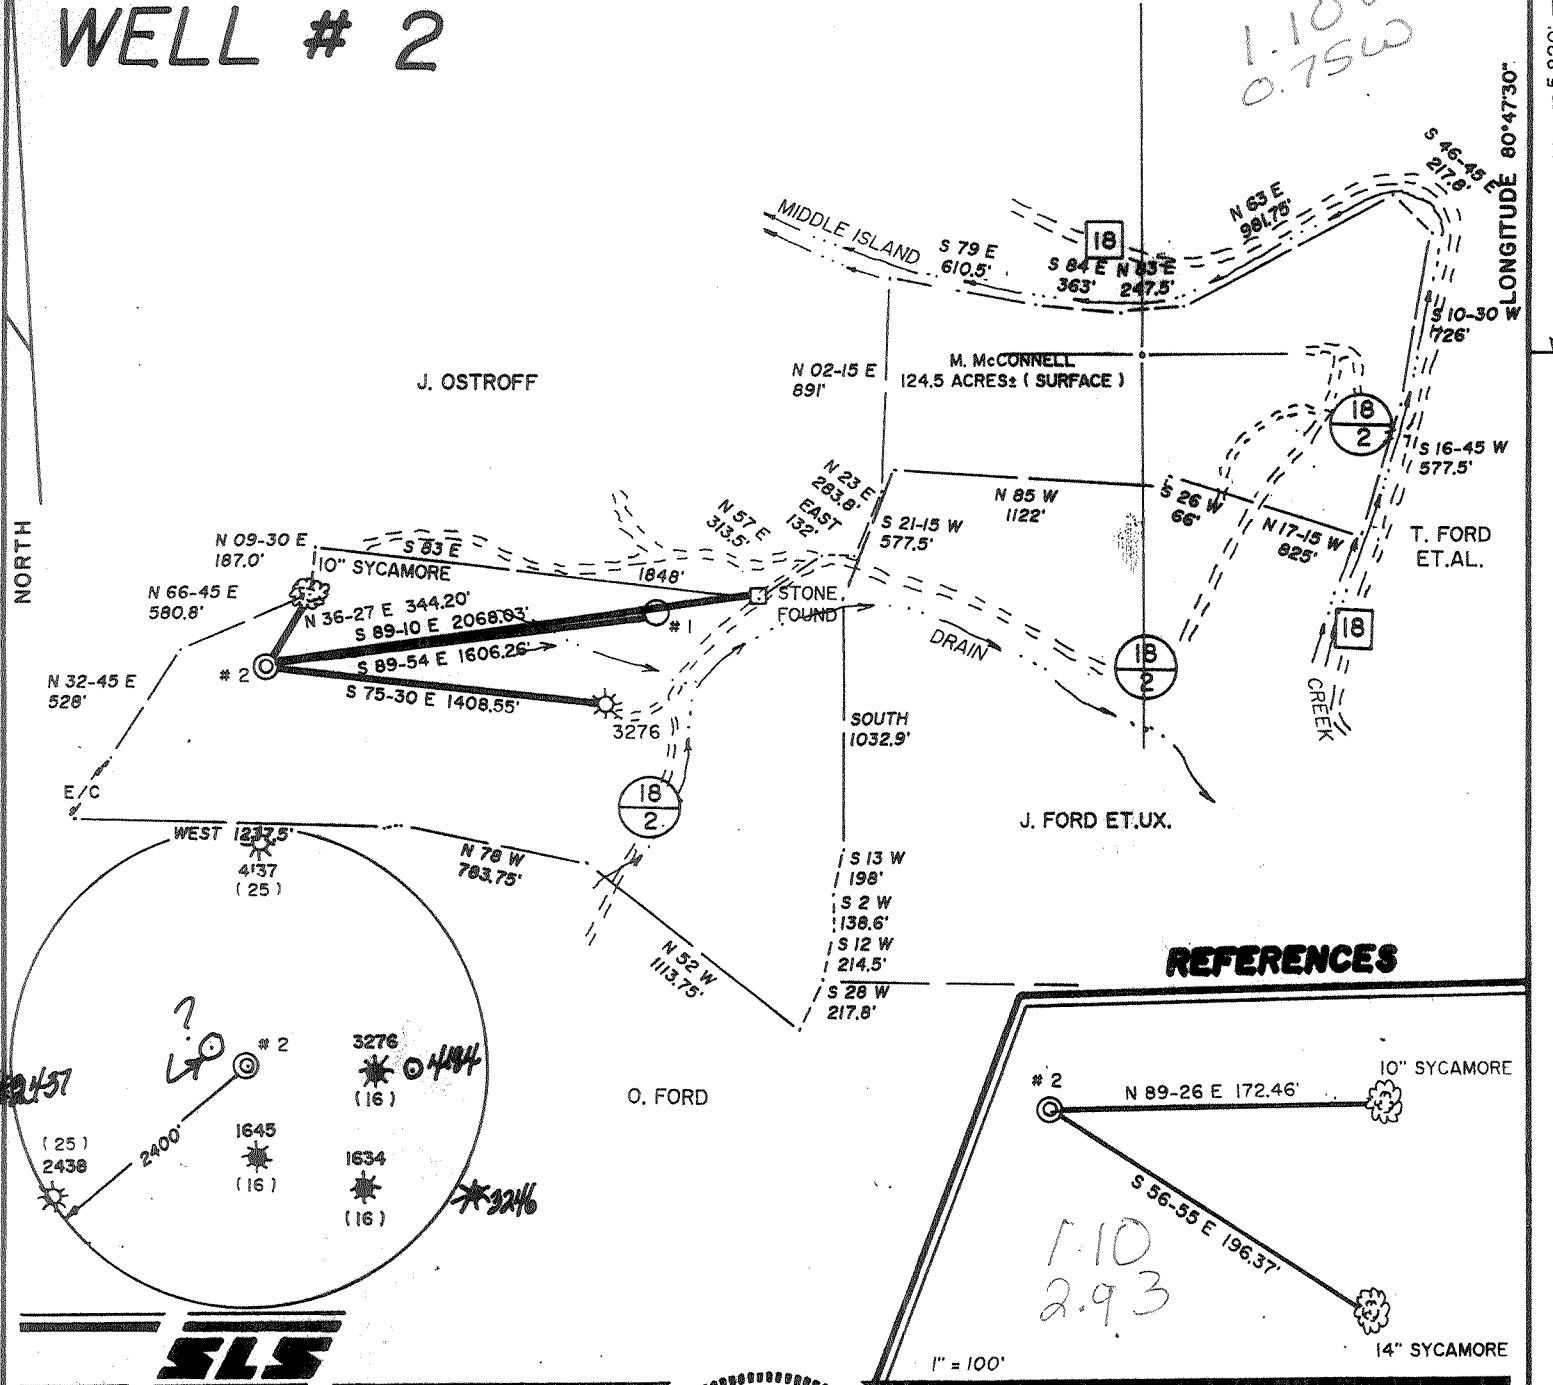 WELL # 2
0.75W
5,820'
LONGITUDE 80°47'30"
S 46-45 E
217.8'
N 63 E
981.75'
MIDDLE ISLAND
18
S 79 E
610.5'
S 84 E
363'
N 83 E
247.5'
S 10-30 W
726'
J. OSTROFF
N 02-15 E
891'
M. McCONNELL
124.5 ACRES± ( SURFACE )
18
2
S 16-45 W
577.5'
N 23 E
283.8'
EAST
132'
N 57 E
313.5'
N 85 W
1122'
S 26 W
66'
N 17-15 W
825'
T. FORD
ET.AL.
S 21-15 W
577.5'
NORTH
N 09-30 E
187.0'
S 83 E
1848'
10" SYCAMORE
N 66-45 E
580.8'
N 36-27 E 344.20'
S 89-10 E 2068.03'
STONE
FOUND
# 1
S 89-54 E 1606.26'
# 2
S 75-30 E 1408.55'
3276
N 32-45 E
528'
DRAIN
18
2
18
CREEK
SOUTH
1032.9'
E/C
18
2
J. FORD ET.UX.
WEST 1237.5'
4137
(25)
N 78 W
783.75'
S 13 W
198'
S 2 W
138.6'
S 12 W
214.5'
S 28 W
217.8'
N 52 W
1113.75'
REFERENCES
?
# 2
3276
(16)
4184
2437
O. FORD
# 2
N 89-26 E 172.46'
10" SYCAMORE
2400'
(25)
2438
1645
(16)
1634
(16)
3246
S 56-55 E 196.37'
1.10
2.93
14" SYCAMORE
1" = 100'
SLS